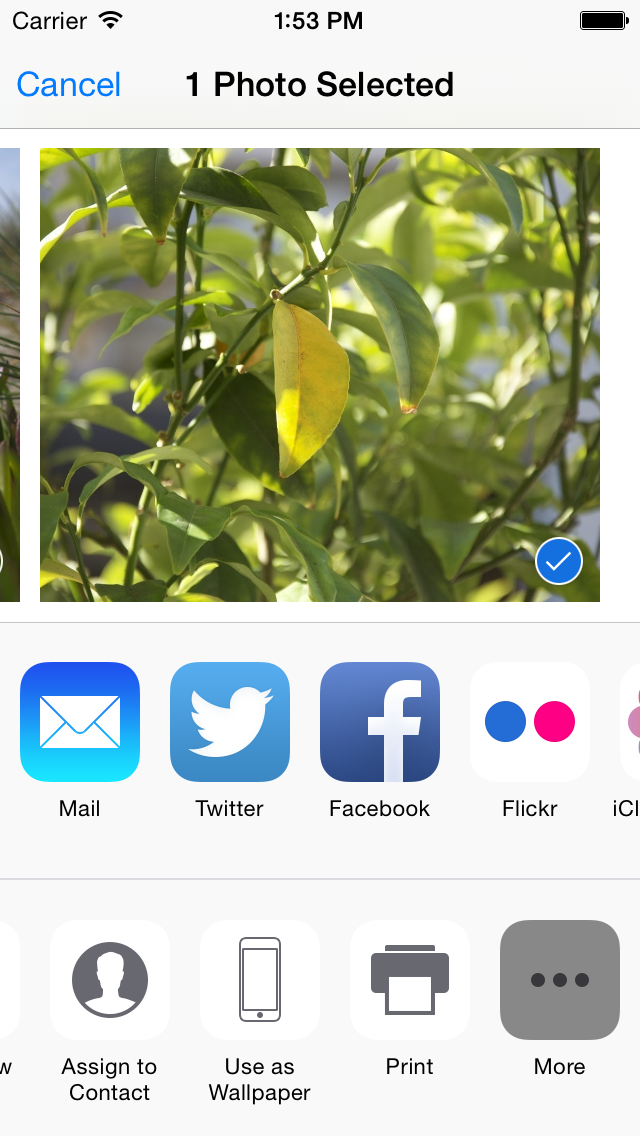 Carrier 1:53 PM
Cancel 1 Photo Selected
Mail Twitter Facebook Flickr iCl
w Assign to Use as Print More
Contact Wallpaper